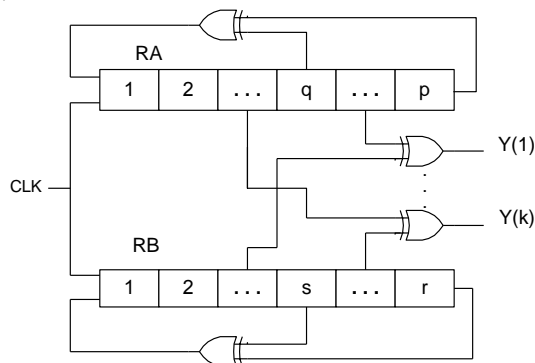 RA
1 2 ... q ... p
Y(1)
CLK
Y(k)
RB
1 2 ... s ... r